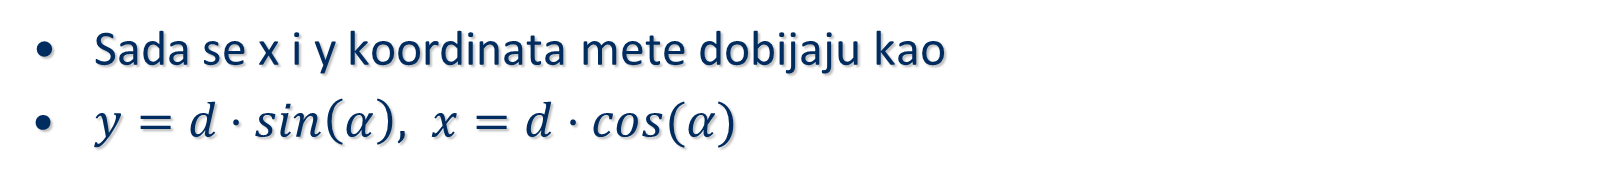 • Sada se x i y koordinata mete dobijaju kao
• y = d · sin(α), x = d · cos(α)